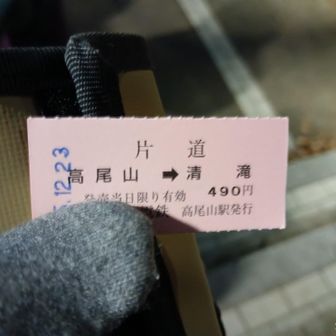 片道
高尾山 ➡ 清滝
490円
発売当日限り有効
鉄 高尾山駅発行
.12.23